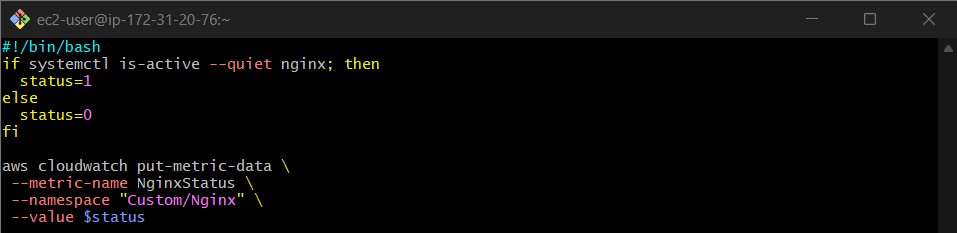 ec2-user@ip-172-31-20-76:~
#!/bin/bash
if systemctl is-active --quiet nginx; then
  status=1
else
  status=0
fi

aws cloudwatch put-metric-data \
 --metric-name NginxStatus \
 --namespace "Custom/Nginx" \
 --value $status